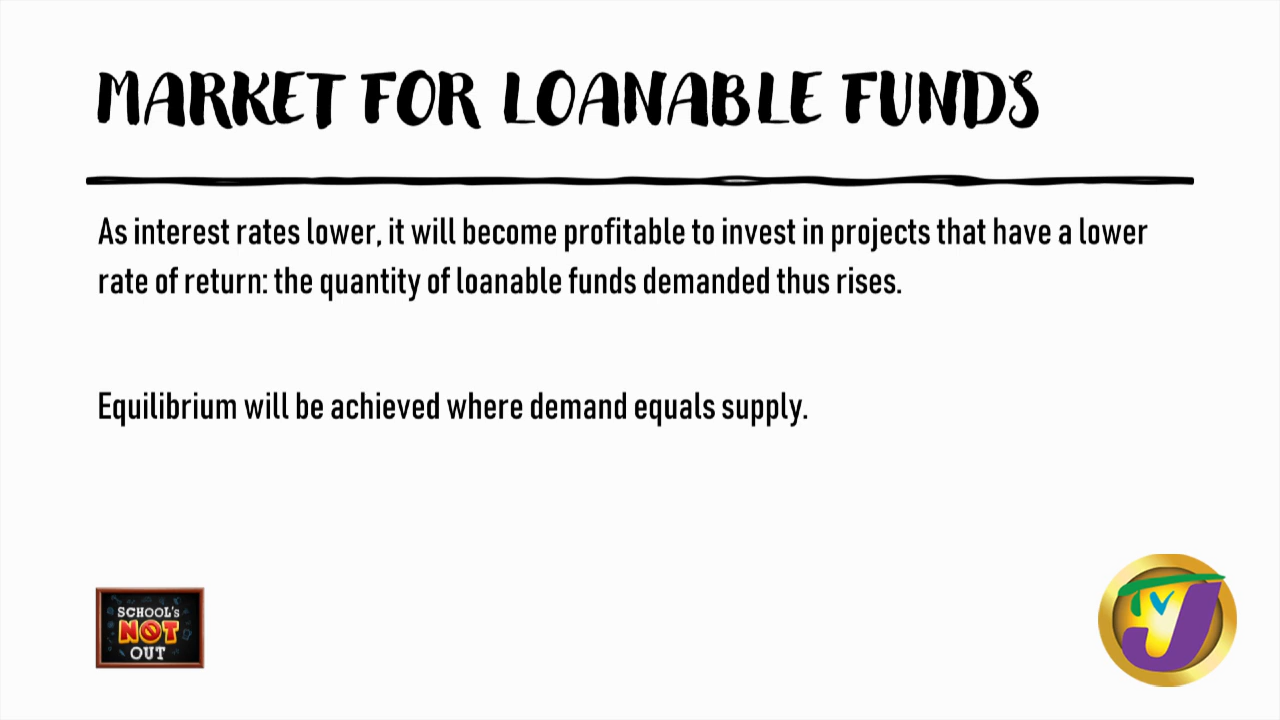 MARKET FOR LOANABLE FUNDS
As interest rates lower, it will become profitable to invest in projects that have a lower
rate of return: the quantity of loanable funds demanded thus rises.
Equilibrium will be achieved where demand equals supply.
SCHOOL's
NOT
OUT
TVJ